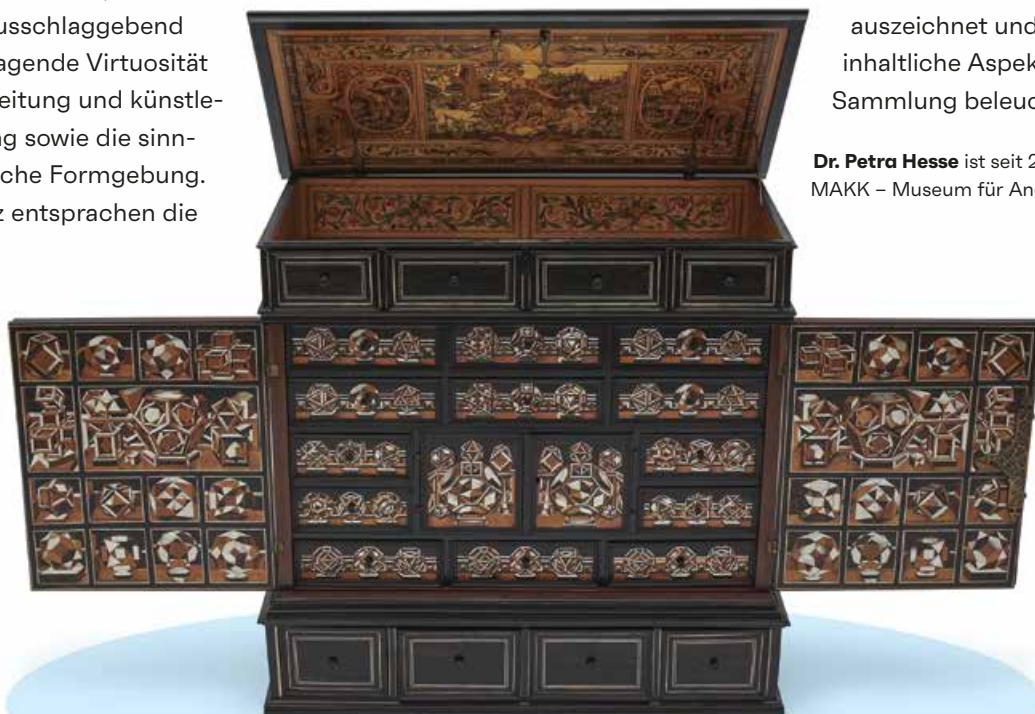 usschlaggebend
agende Virtuosität
eitung und künstle-
g sowie die sinn-
che Formgebung.
z entsprachen die
auszeichnet und
inhaltliche Aspek
Sammlung beleuc
Dr. Petra Hesse ist seit 2
MAKK – Museum für An